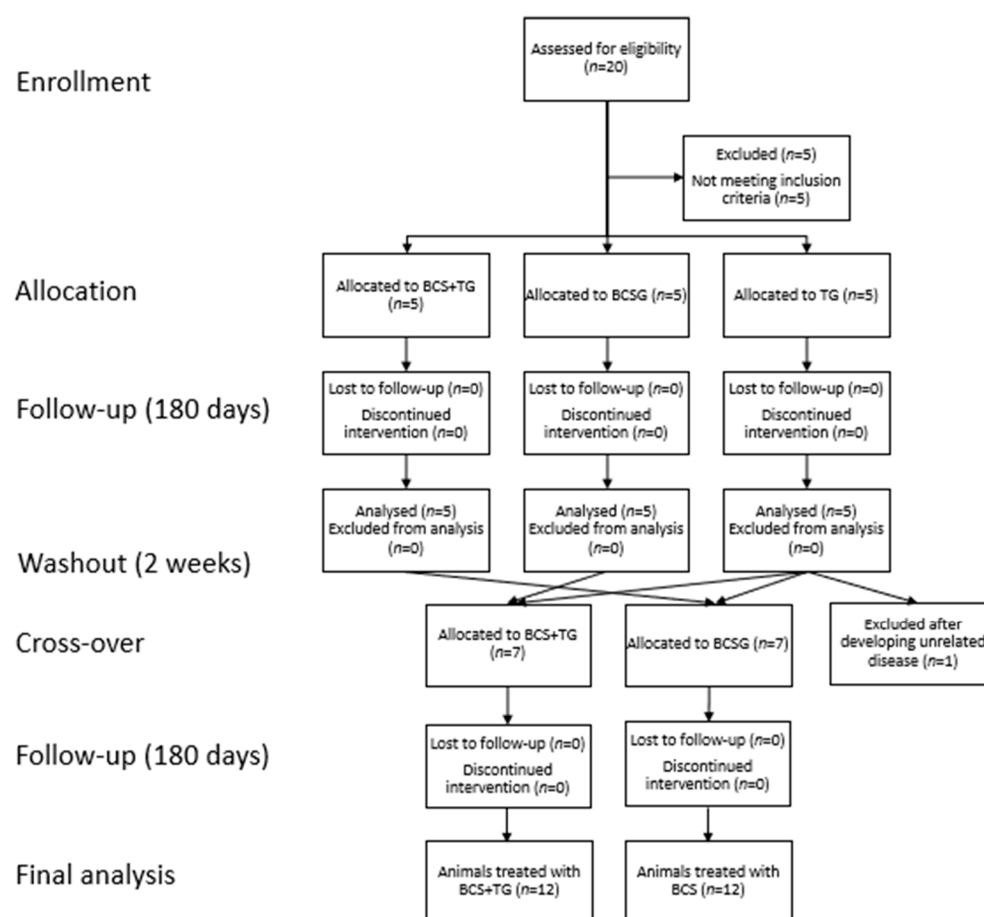 Enrollment
Assessed for eligibility
(n=20)
Excluded (n=5)
Not meeting inclusion
criteria (n=5)
Allocation
Allocated to BCS+TG
(n=5)
Allocated to BCSG (n=5)
Allocated to TG (n=5)
Follow-up (180 days)
Lost to follow-up (n=0)
Discontinued
intervention (n=0)
Lost to follow-up (n=0)
Discontinued
intervention (n=0)
Lost to follow-up (n=0)
Discontinued
intervention (n=0)
Analysed (n=5)
Excluded from analysis
(n=0)
Analysed (n=5)
Excluded from analysis
(n=0)
Analysed (n=5)
Excluded from analysis
(n=0)
Washout (2 weeks)
Cross-over
Allocated to BCS+TG
(n=7)
Allocated to BCSG (n=7)
Excluded after
developing unrelated
disease (n=1)
Follow-up (180 days)
Lost to follow-up (n=0)
Discontinued
intervention (n=0)
Lost to follow-up (n=0)
Discontinued
intervention (n=0)
Final analysis
Animals treated with
BCS+TG (n=12)
Animals treated with
BCS (n=12)